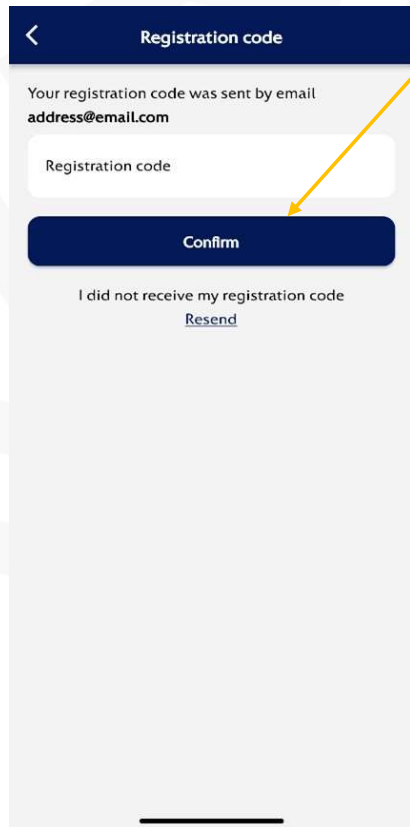 Registration code
Your registration code was sent by email
address@email.com
Registration code
Confirm
I did not receive my registration code
Resend